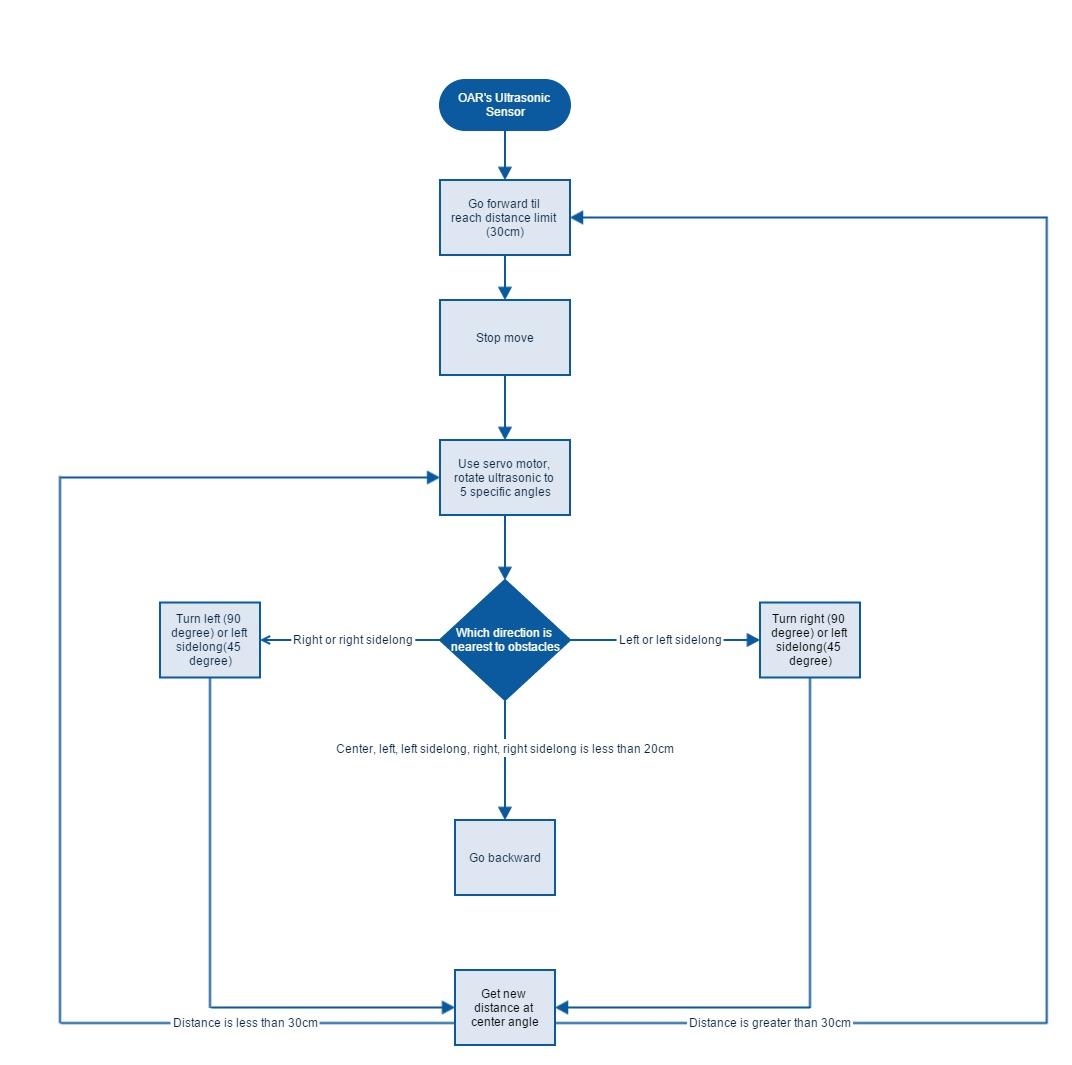 OAR's Ultrasonic
Sensor
Go forward til
reach distance limit
(30cm)
Stop move
Use servo motor,
rotate ultrasonic to
5 specific angles
Turn left (90
degree) or left
sidelong(45
degree)
Right or right sidelong
Which direction is
nearest to obstacles
Left or left sidelong
Turn right (90
degree) or left
sidelong(45
degree)
Center, left, left sidelong, right, right sidelong is less than 20cm
Go backward
Get new
distance at
center angle
Distance is less than 30cm
Distance is greater than 30cm